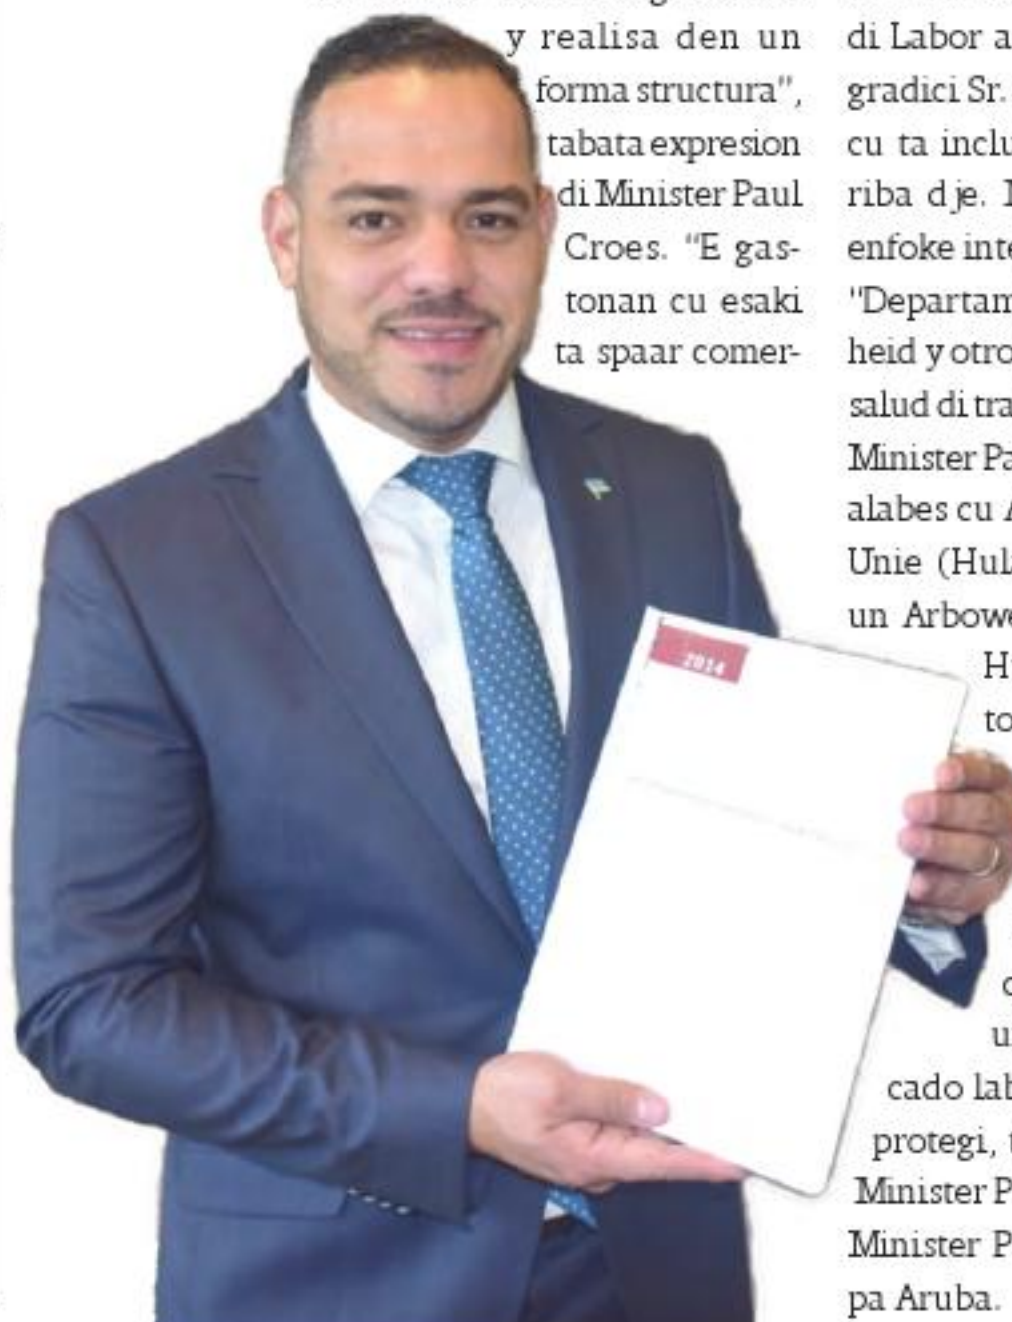 y realisa den un
forma structura",
tabata expresion
di Minister Paul
Croes. "E gas-
tonan cu esaki
ta spaar comer-
di Labor a
gradici Sr.
cu ta inclu
riba dje.
enfoke inte
"Departam
heid y otro
salud di tra
Minister Pa
alabes cu A
Unie (Hul
un Arbowe
H
to
u
cado lab
protegi, t
Minister P
Minister P
pa Aruba.
2014